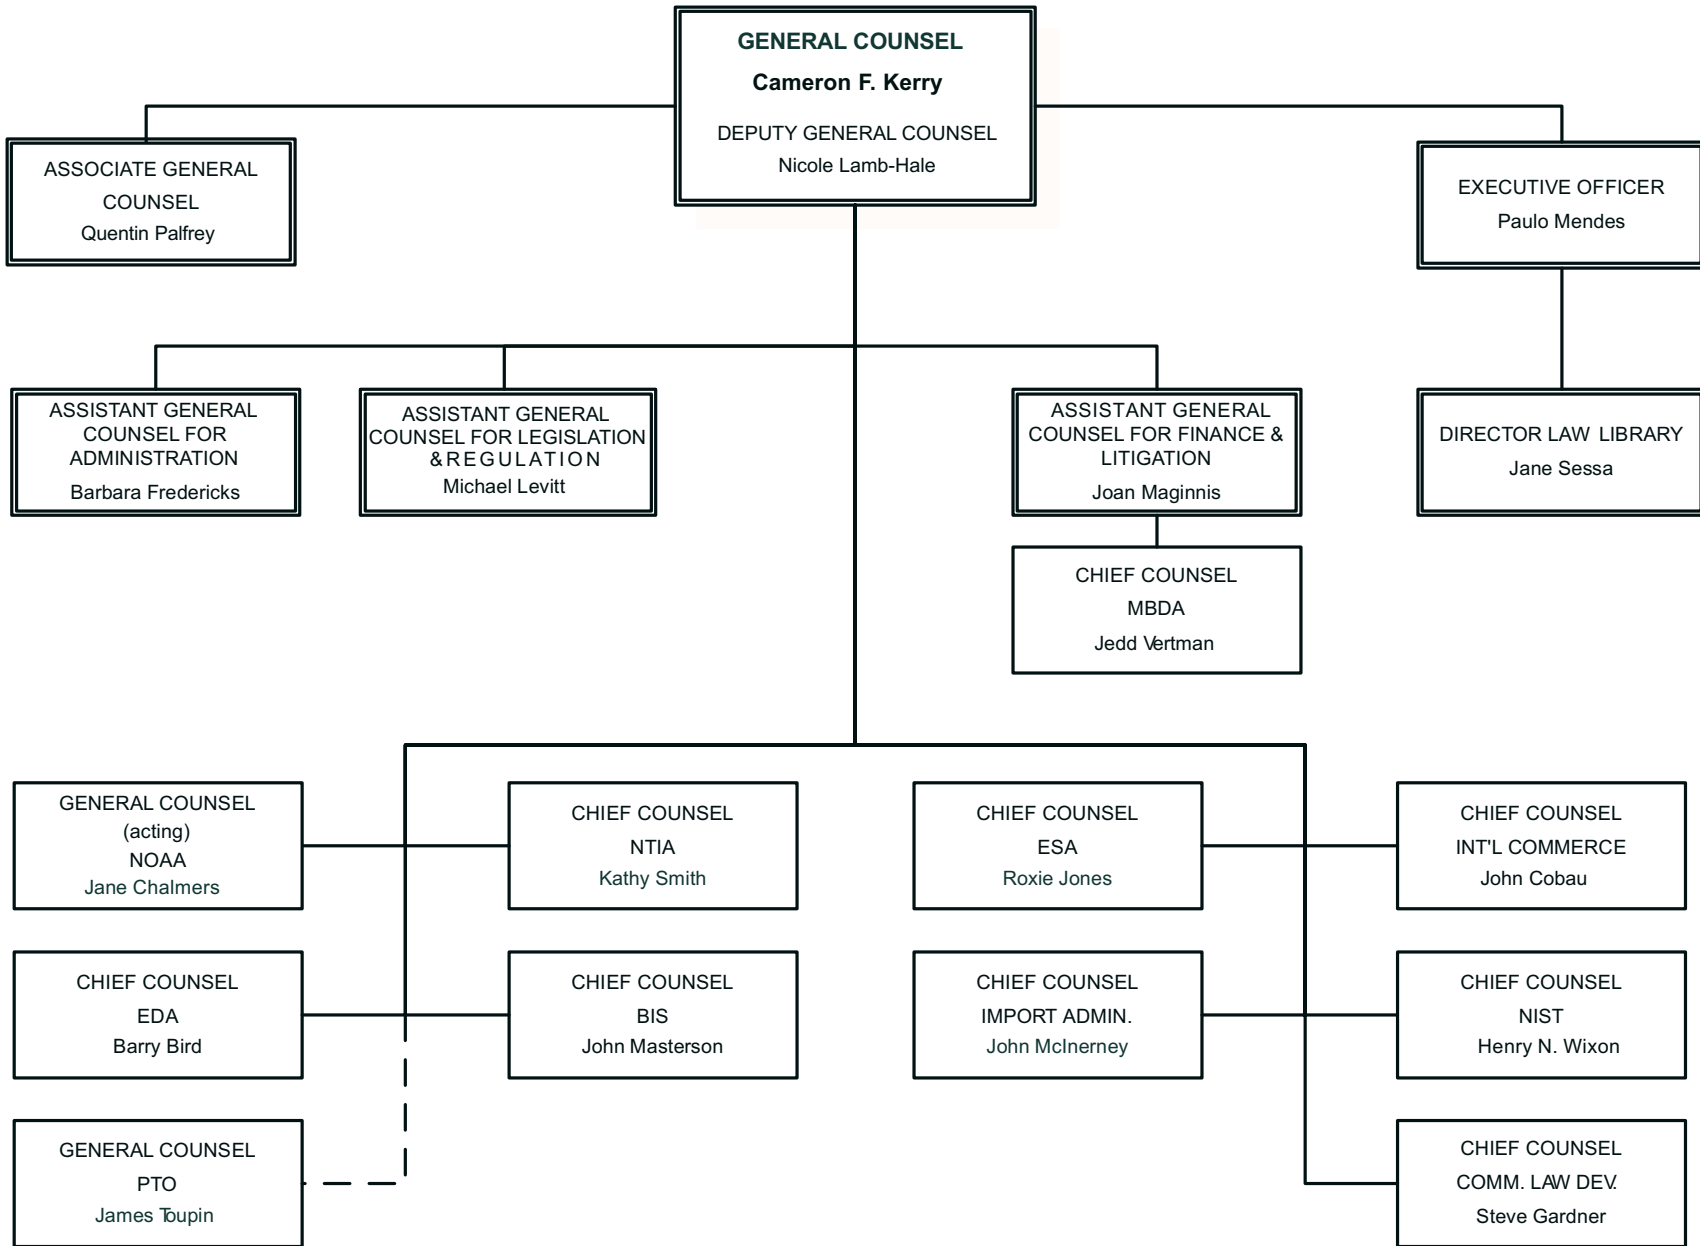 GENERAL COUNSEL
Cameron F. Kerry
DEPUTY GENERAL COUNSEL
Nicole Lamb-Hale
ASSOCIATE GENERAL
COUNSEL
Quentin Palfrey
EXECUTIVE OFFICER
Paulo Mendes
ASSISTANT GENERAL
COUNSEL FOR
ADMINISTRATION
Barbara Fredericks
ASSISTANT GENERAL
COUNSEL FOR LEGISLATION
& REGULATION
Michael Levitt
ASSISTANT GENERAL
COUNSEL FOR FINANCE &
LITIGATION
Joan Maginnis
DIRECTOR LAW LIBRARY
Jane Sessa
CHIEF COUNSEL
MBDA
Jedd Vertman
GENERAL COUNSEL
(acting)
NOAA
Jane Chalmers
CHIEF COUNSEL
NTIA
Kathy Smith
CHIEF COUNSEL
ESA
Roxie Jones
CHIEF COUNSEL
INT'L COMMERCE
John Cobau
CHIEF COUNSEL
EDA
Barry Bird
CHIEF COUNSEL
BIS
John Masterson
CHIEF COUNSEL
IMPORT ADMIN.
John McInerney
CHIEF COUNSEL
NIST
Henry N. Wixon
GENERAL COUNSEL
PTO
James Toupin
CHIEF COUNSEL
COMM. LAW DEV.
Steve Gardner